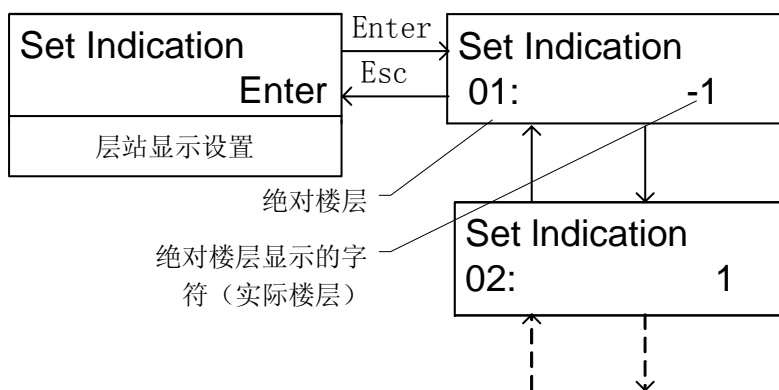 Set Indication
Enter
层站显示设置
Enter
Esc
Set Indication
01: -1
绝对楼层
绝对楼层显示的字
符（实际楼层）
Set Indication
02: 1